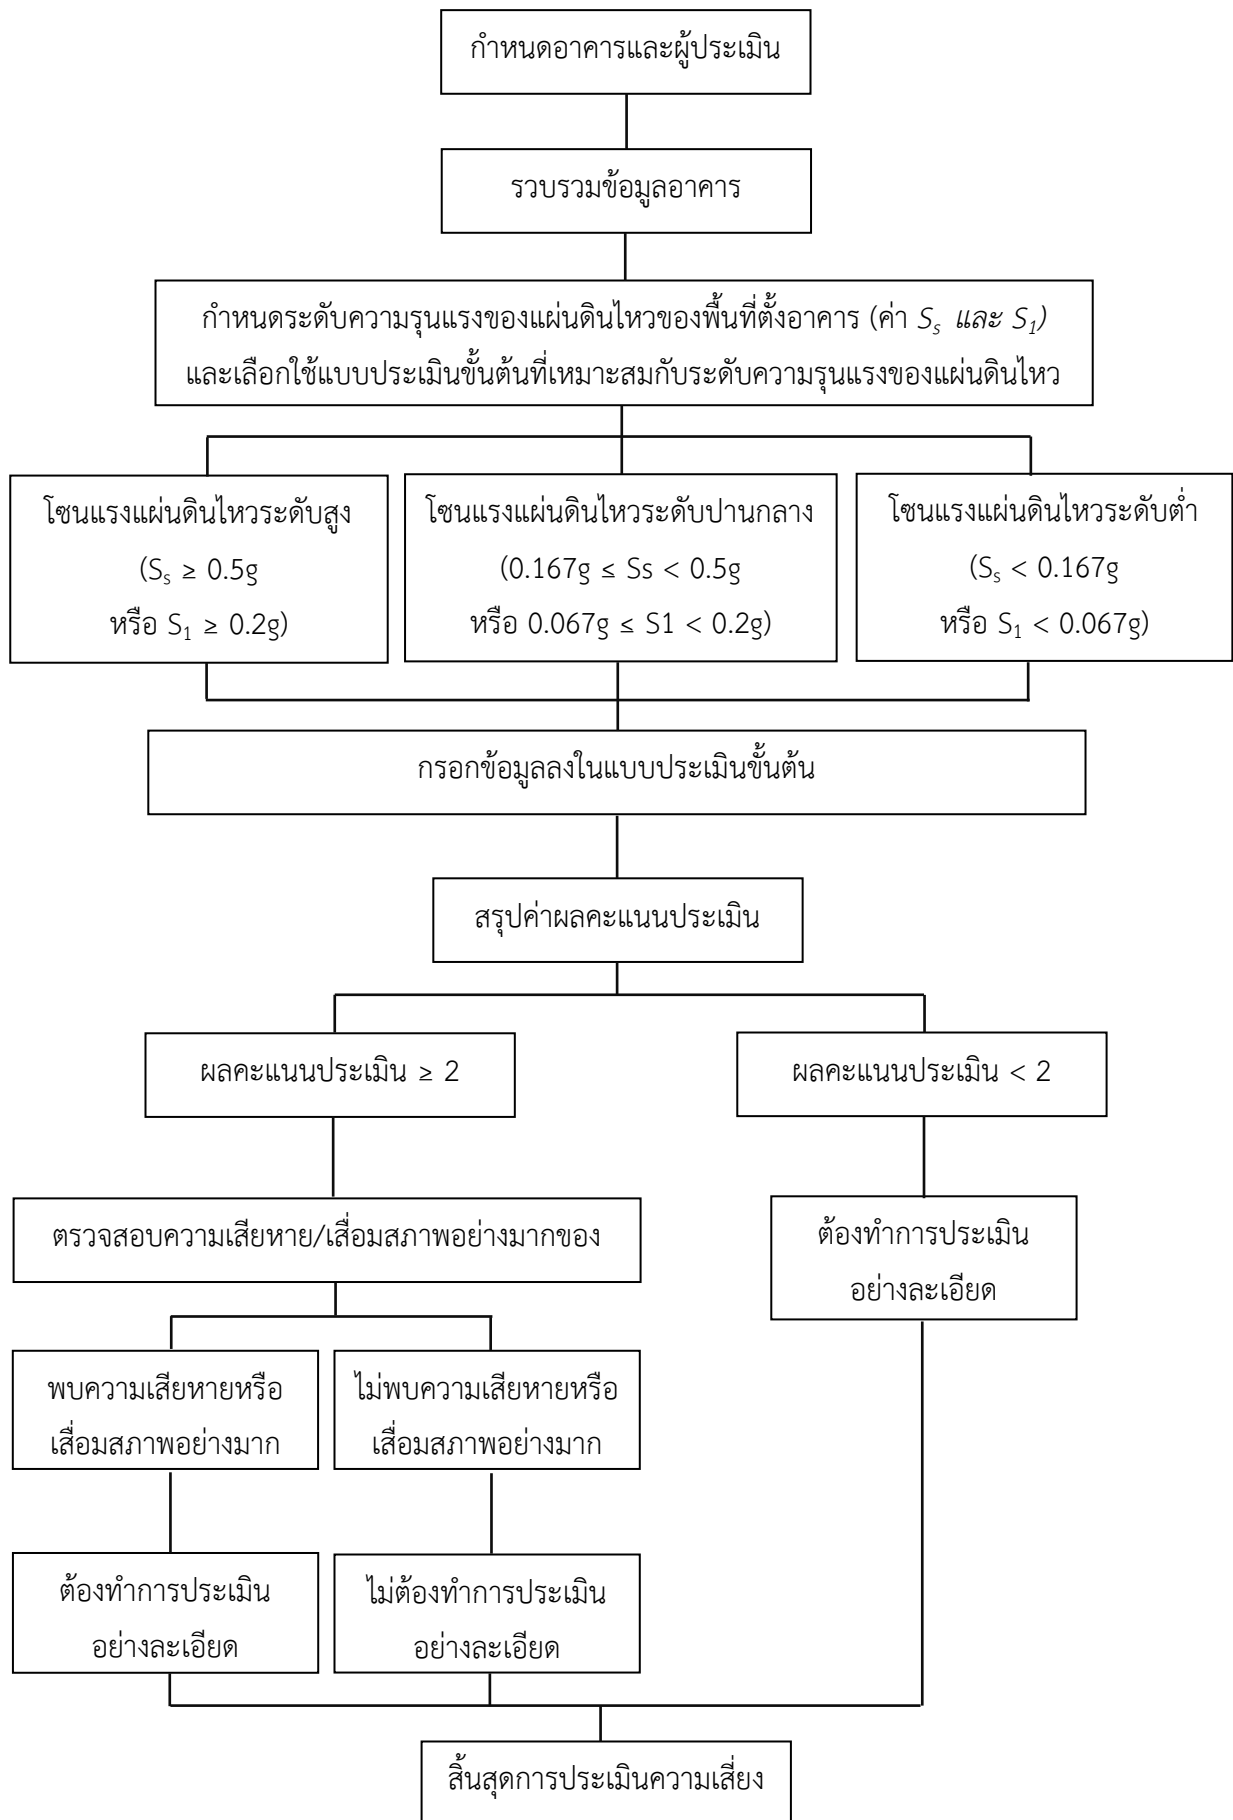 กำหนดอาคารและผู้ประเมิน
รวบรวมข้อมูลอาคาร
กำหนดระดับความรุนแรงของแผ่นดินไหวของพื้นที่ตั้งอาคาร (ค่า Sₛ และ S₁)
และเลือกใช้แบบประเมินขั้นต้นที่เหมาะสมกับระดับความรุนแรงของแผ่นดินไหว
โซนแรงแผ่นดินไหวระดับสูง
(Sₛ ≥ 0.5g
หรือ S₁ ≥ 0.2g)
โซนแรงแผ่นดินไหวระดับปานกลาง
(0.167g ≤ Ss < 0.5g
หรือ 0.067g ≤ S1 < 0.2g)
โซนแรงแผ่นดินไหวระดับต่ำ
(Sₛ < 0.167g
หรือ S₁ < 0.067g)
กรอกข้อมูลลงในแบบประเมินขั้นต้น
สรุปค่าผลคะแนนประเมิน
ผลคะแนนประเมิน ≥ 2
ผลคะแนนประเมิน < 2
ตรวจสอบความเสียหาย/เสื่อมสภาพอย่างมากของ
ต้องทำการประเมิน
อย่างละเอียด
พบความเสียหายหรือ
เสื่อมสภาพอย่างมาก
ไม่พบความเสียหายหรือ
เสื่อมสภาพอย่างมาก
ต้องทำการประเมิน
อย่างละเอียด
ไม่ต้องทำการประเมิน
อย่างละเอียด
สิ้นสุดการประเมินความเสี่ยง